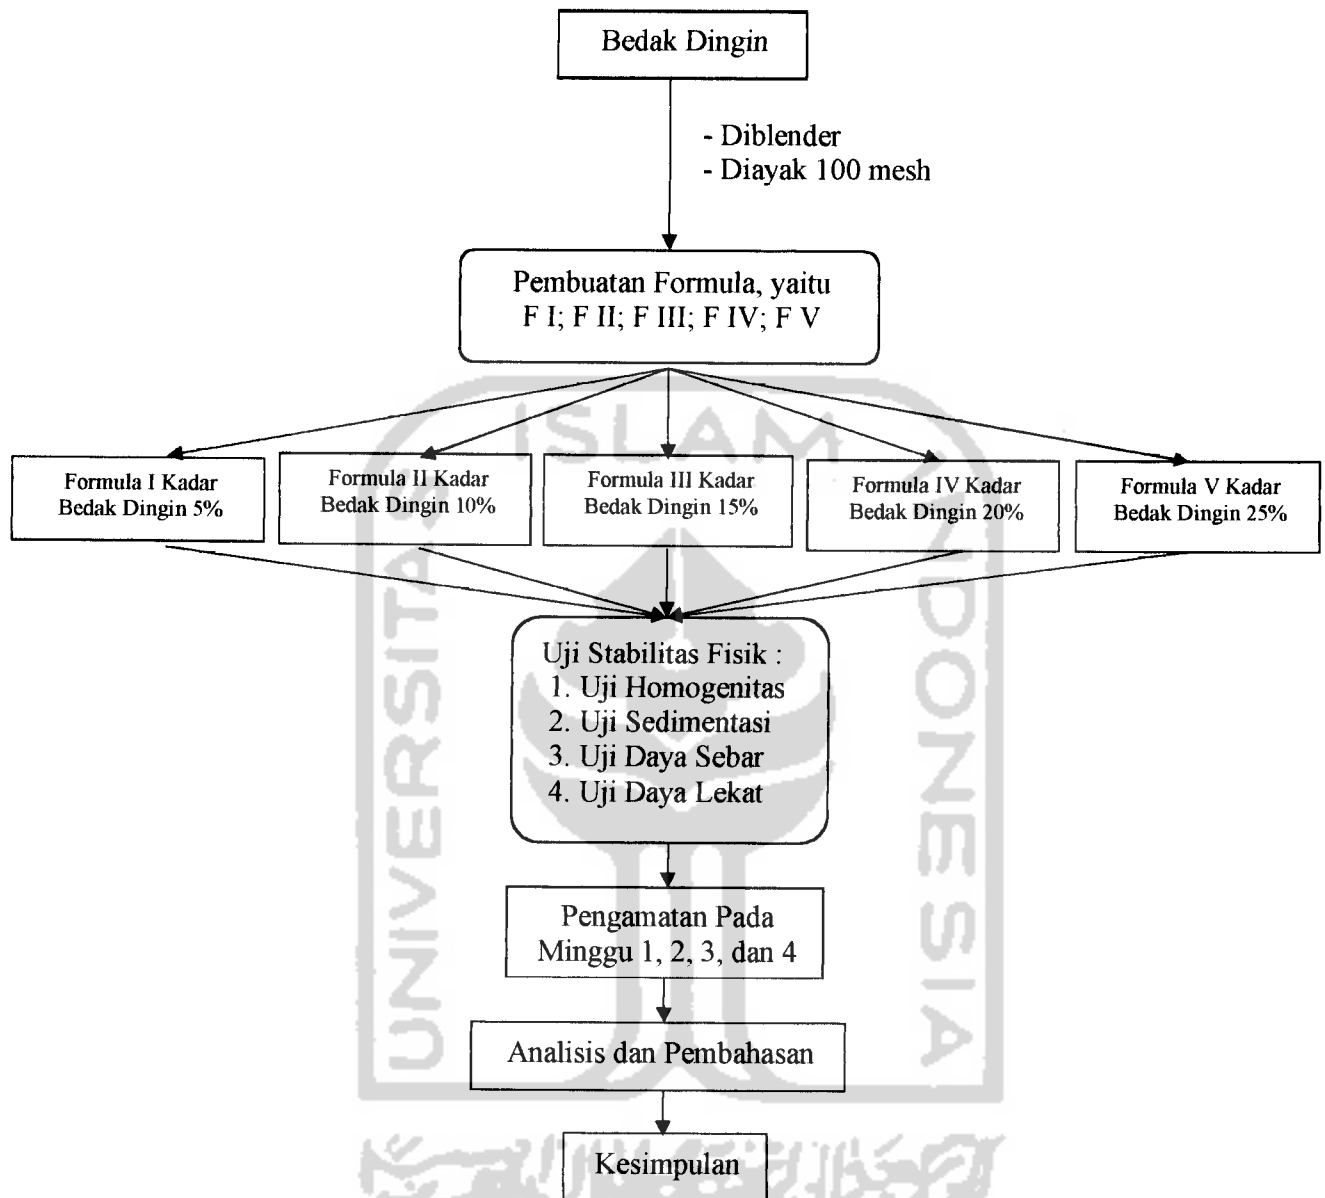 Bedak Dingin
- Diblender
- Diayak 100 mesh
Pembuatan Formula, yaitu
F I; F II; F III; F IV; F V
Formula I Kadar
Bedak Dingin 5%
Formula II Kadar
Bedak Dingin 10%
Formula III Kadar
Bedak Dingin 15%
Formula IV Kadar
Bedak Dingin 20%
Formula V Kadar
Bedak Dingin 25%
Uji Stabilitas Fisik :
1. Uji Homogenitas
2. Uji Sedimentasi
3. Uji Daya Sebar
4. Uji Daya Lekat
Pengamatan Pada
Minggu 1, 2, 3, dan 4
Analisis dan Pembahasan
Kesimpulan
UNIVERSITAS
ISLAM
INDONESIA